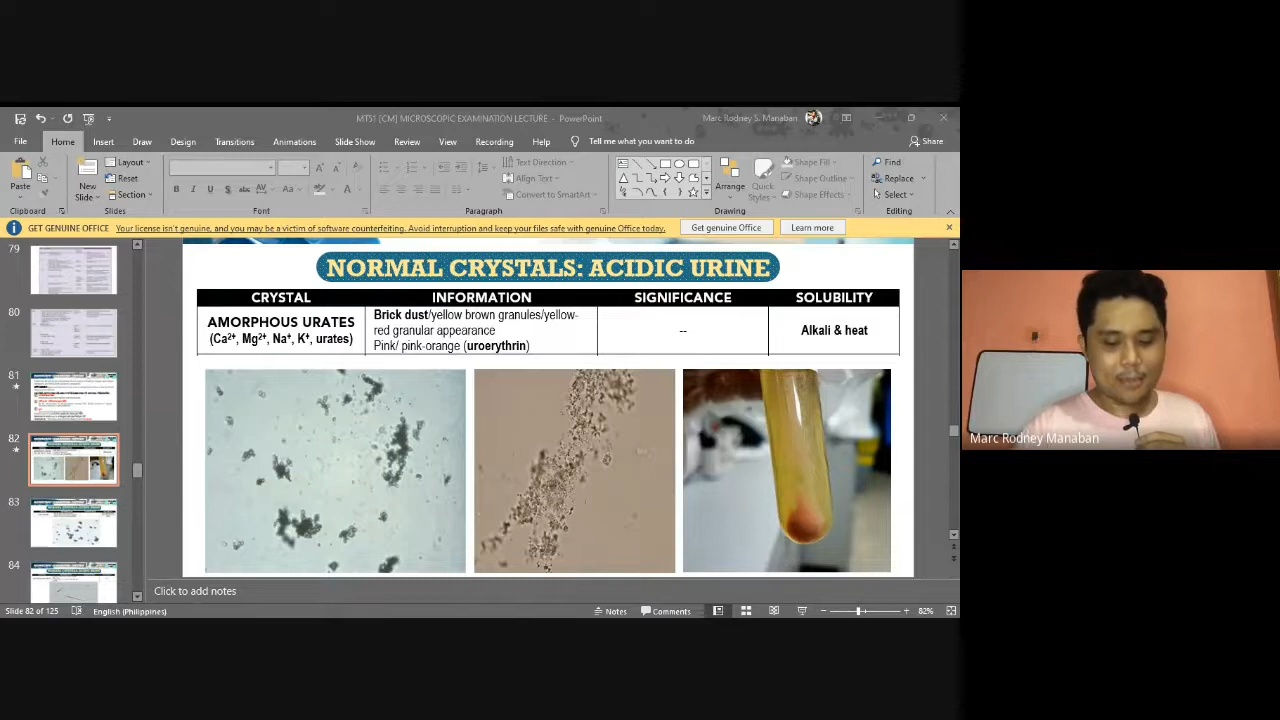 MT51 [CM] MICROSCOPIC EXAMINATION LECTURE - PowerPoint
Marc Rodney S. Manaban
File Home Insert Draw Design Transitions Animations Slide Show Review View Recording Help Tell me what you want to do Share
Paste
New Slide
Layout
Reset
Section
B I U S abc AV Aa A
Text Direction
Align Text
Convert to SmartArt
Arrange
Quick Styles
Shape Fill
Shape Outline
Shape Effects
Find
Replace
Select
Clipboard Slides Font Paragraph Drawing Editing
GET GENUINE OFFICE Your license isn't genuine, and you may be a victim of software counterfeiting. Avoid interruption and keep your files safe with genuine Office today. Get genuine Office Learn more
79
80
81
82
83
84
NORMAL CRYSTALS: ACIDIC URINE
CRYSTAL INFORMATION SIGNIFICANCE SOLUBILITY
AMORPHOUS URATES
(Ca²⁺, Mg²⁺, Na⁺, K⁺, urates)
Brick dust/yellow brown granules/yellow-
red granular appearance
Pink/ pink-orange (uroerythrin)
--
Alkali & heat
Marc Rodney Manaban
Click to add notes
Slide 82 of 125 English (Philippines) Notes Comments 82%